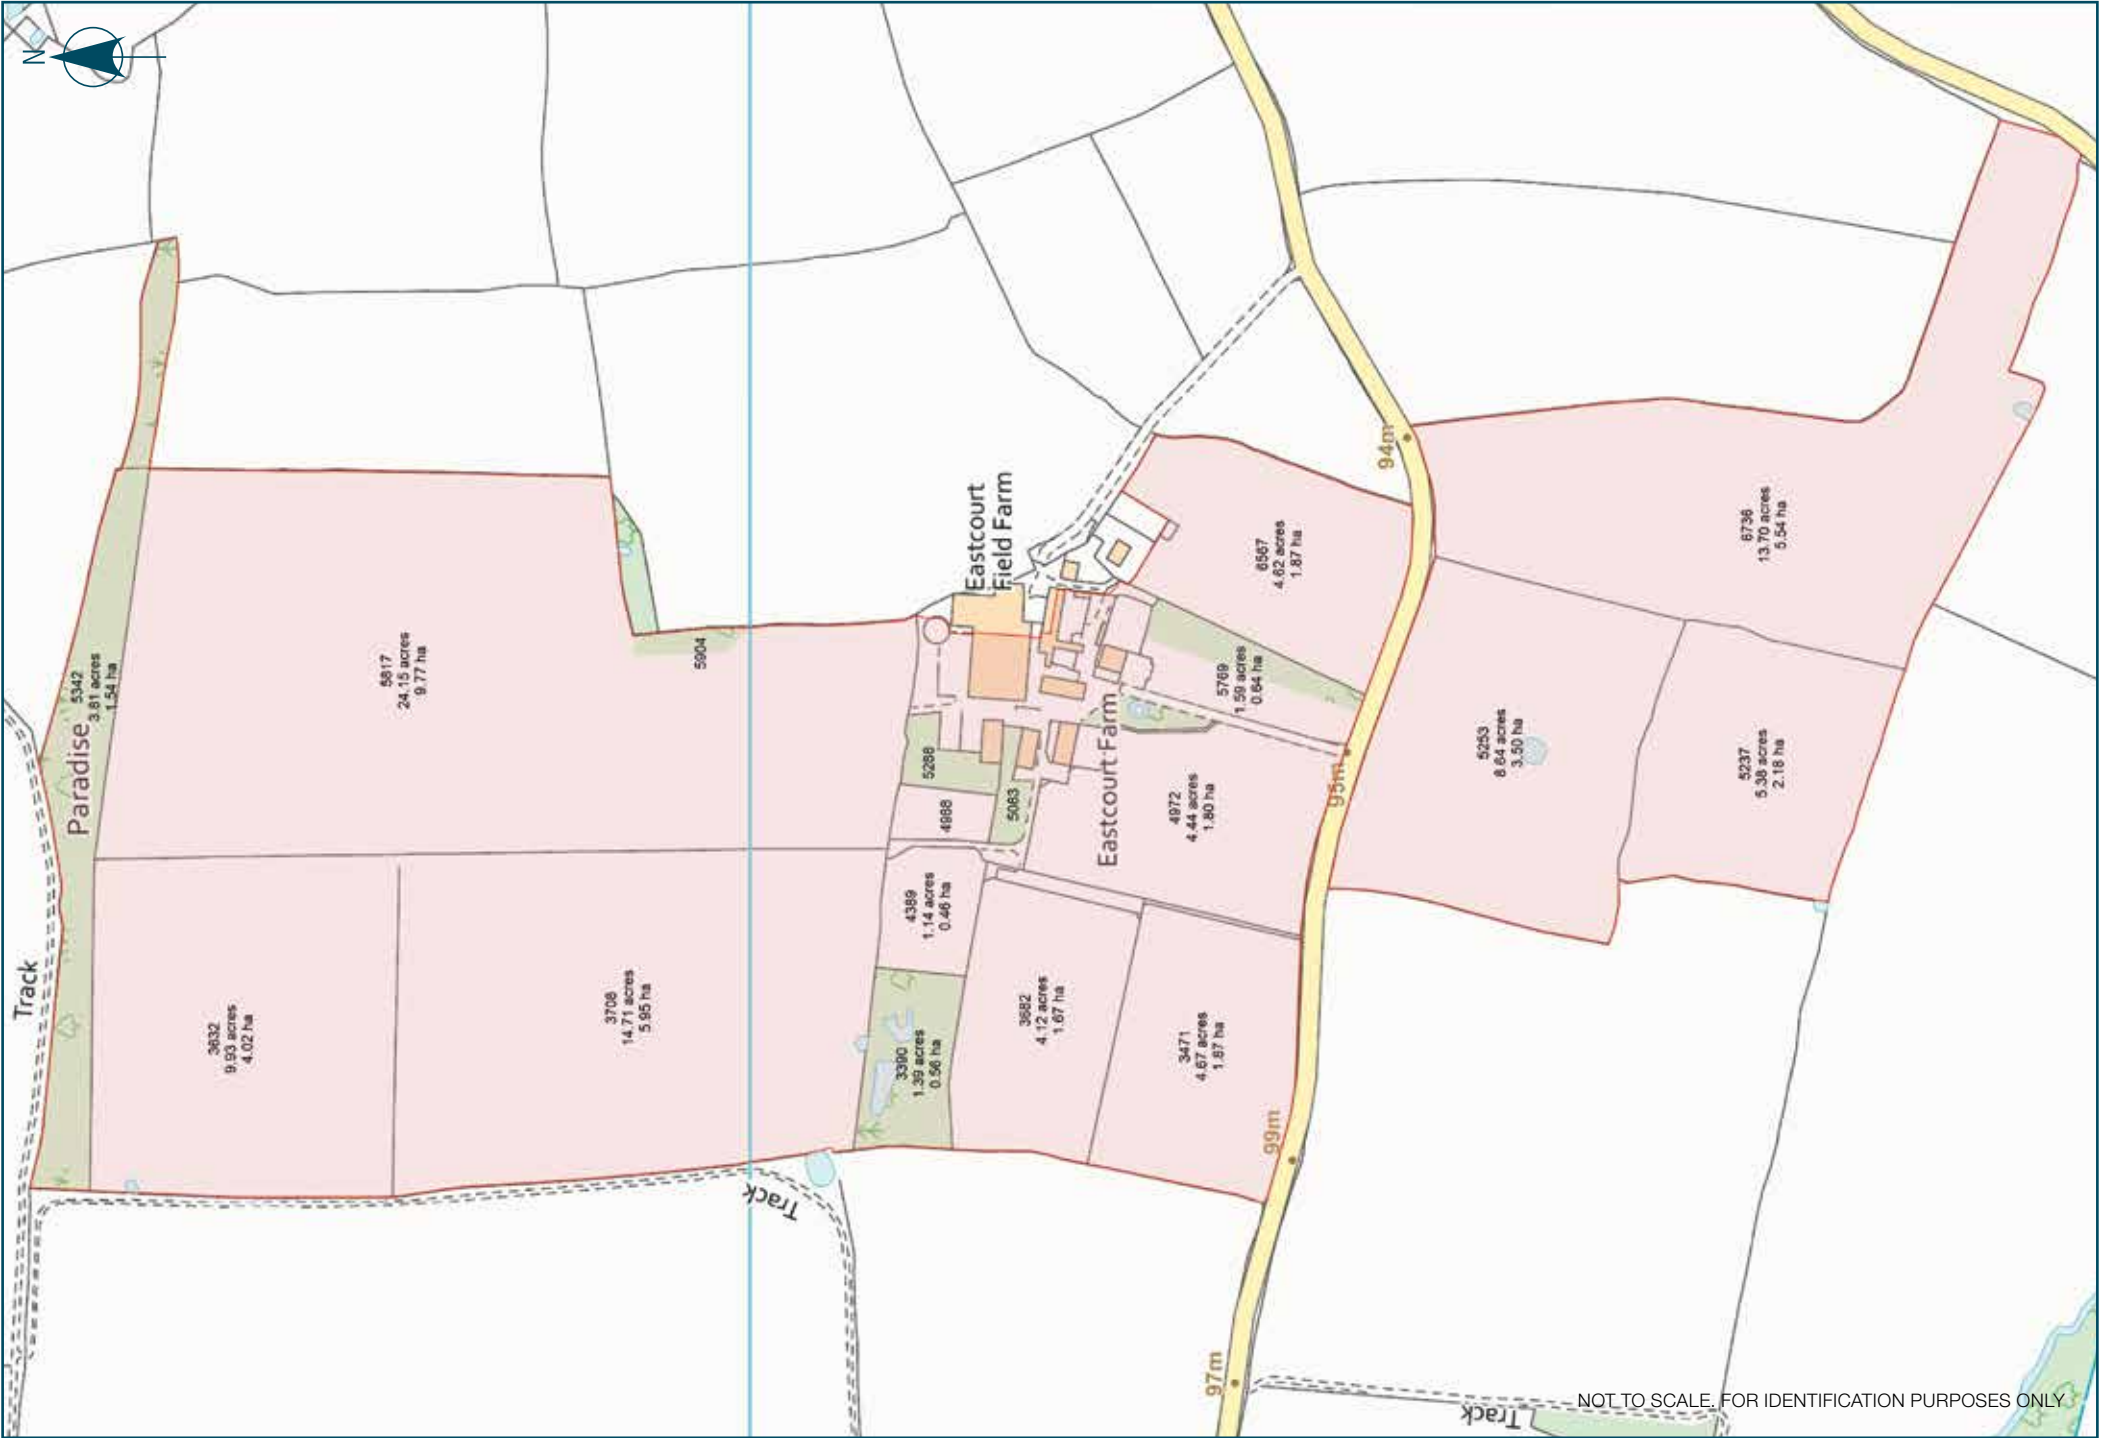 N
Track
Paradise
5342
3.81 acres
1.54 ha
5817
24.15 acres
9.77 ha
5904
3632
9.93 acres
4.02 ha
3708
14.71 acres
5.95 ha
Track
Eastcourt
Field Farm
5288
4988
5083
4389
1.14 acres
0.46 ha
3390
1.39 acres
0.56 ha
3682
4.12 acres
1.67 ha
3471
4.67 acres
1.87 ha
Eastcourt Farm
4972
4.44 acres
1.80 ha
5769
1.59 acres
0.64 ha
6567
4.62 acres
1.87 ha
94m
95m
99m
97m
6736
13.70 acres
5.54 ha
5253
8.64 acres
3.50 ha
5237
5.38 acres
2.18 ha
Track
NOT TO SCALE. FOR IDENTIFICATION PURPOSES ONLY